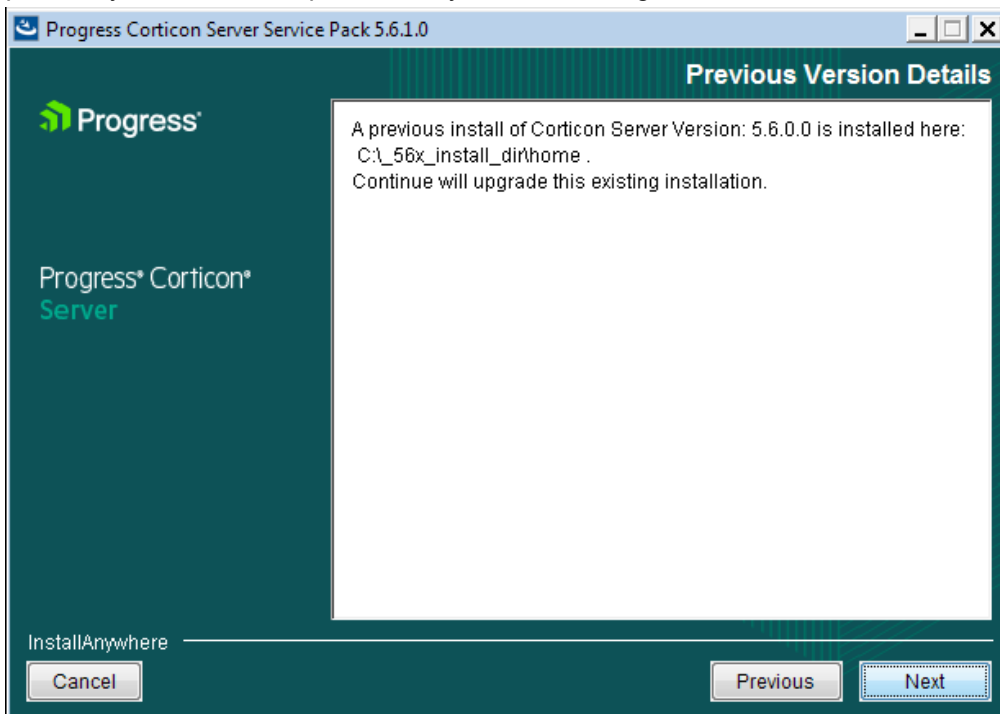 Progress Corticon Server Service Pack 5.6.1.0
Previous Version Details
Progress®
A previous install of Corticon Server Version: 5.6.0.0 is installed here:
C:\_56x_install_dir\home .
Continue will upgrade this existing installation.
Progress® Corticon®
Server
InstallAnywhere
Cancel
Previous
Next